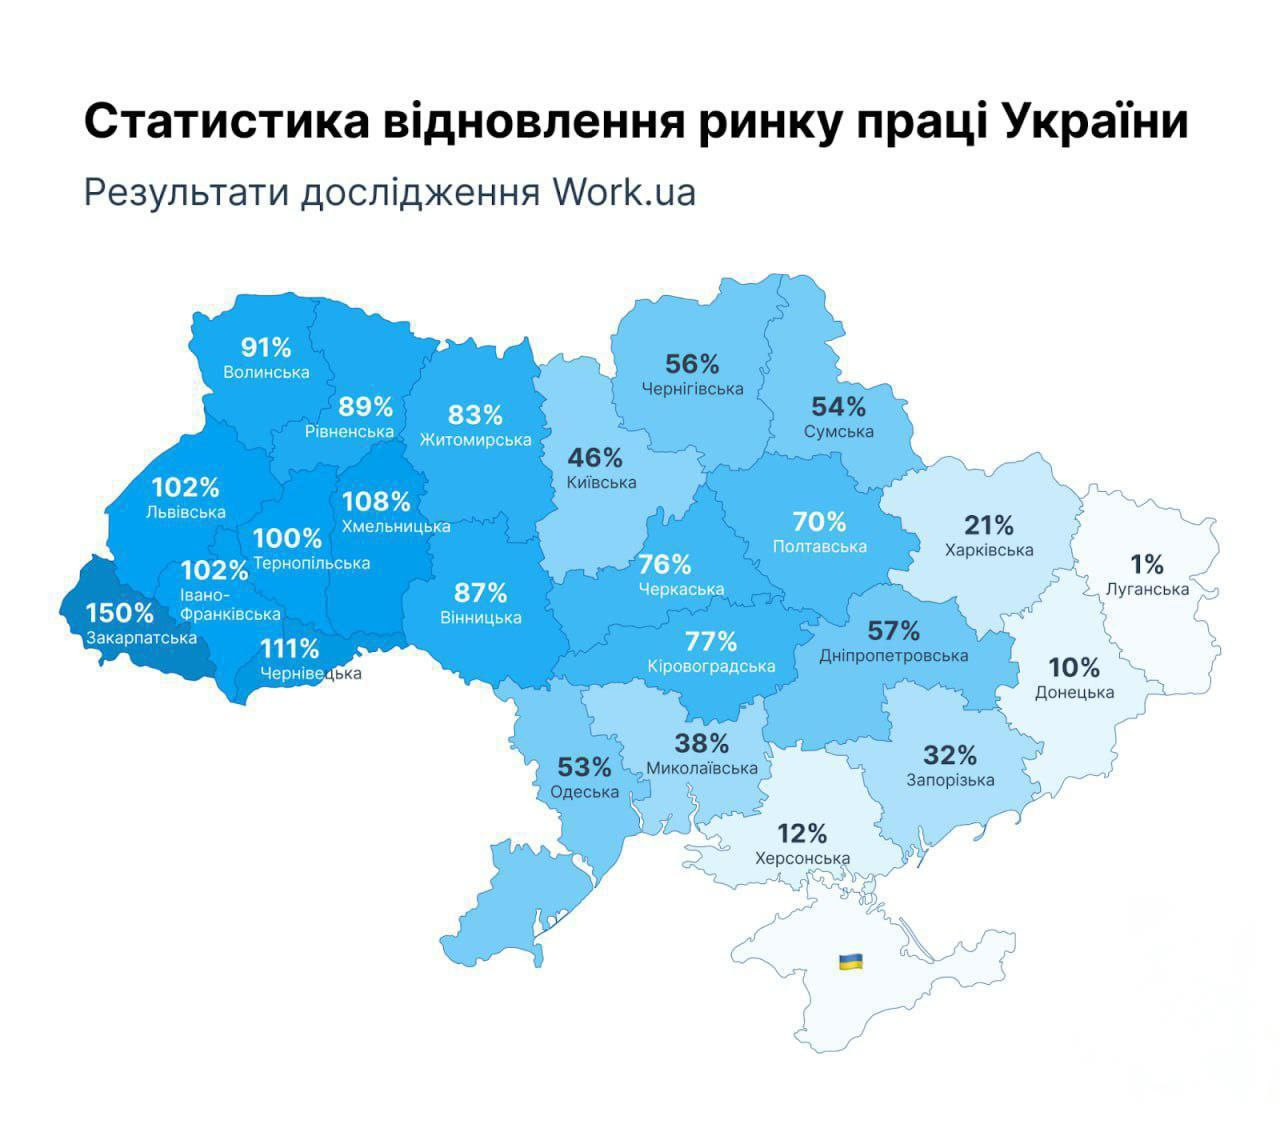 Статистика відновлення ринку праці України
Результати дослідження Work.ua
91%
Волинська
89%
Рівненська
83%
Житомирська
46%
Київська
56%
Чернігівська
54%
Сумська
102%
Львівська
100%
Тернопільська
108%
Хмельницька
102%
Івано-
Франківська
150%
Закарпатська
111%
Чернівецька
87%
Вінницька
76%
Черкаська
70%
Полтавська
21%
Харківська
1%
Луганська
77%
Кіровоградська
57%
Дніпропетровська
10%
Донецька
53%
Одеська
38%
Миколаївська
32%
Запорізька
12%
Херсонська